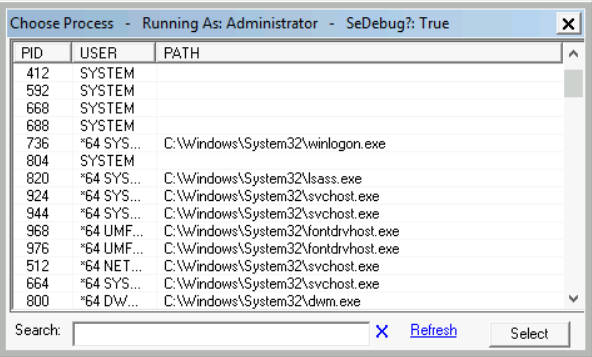 Choose Process - Running As: Administrator - SeDebug?: True
PID USER PATH
412 SYSTEM
592 SYSTEM
668 SYSTEM
688 SYSTEM
736 *64 SYS... C:\Windows\System32\winlogon.exe
804 SYSTEM
820 *64 SYS... C:\Windows\System32\lsass.exe
924 *64 SYS... C:\Windows\System32\svchost.exe
944 *64 SYS... C:\Windows\System32\svchost.exe
968 *64 UMF... C:\Windows\System32\fontdrvhost.exe
976 *64 UMF... C:\Windows\System32\fontdrvhost.exe
512 *64 NET... C:\Windows\System32\svchost.exe
664 *64 SYS... C:\Windows\System32\svchost.exe
800 *64 DW... C:\Windows\System32\dwm.exe
Search: X Refresh Select